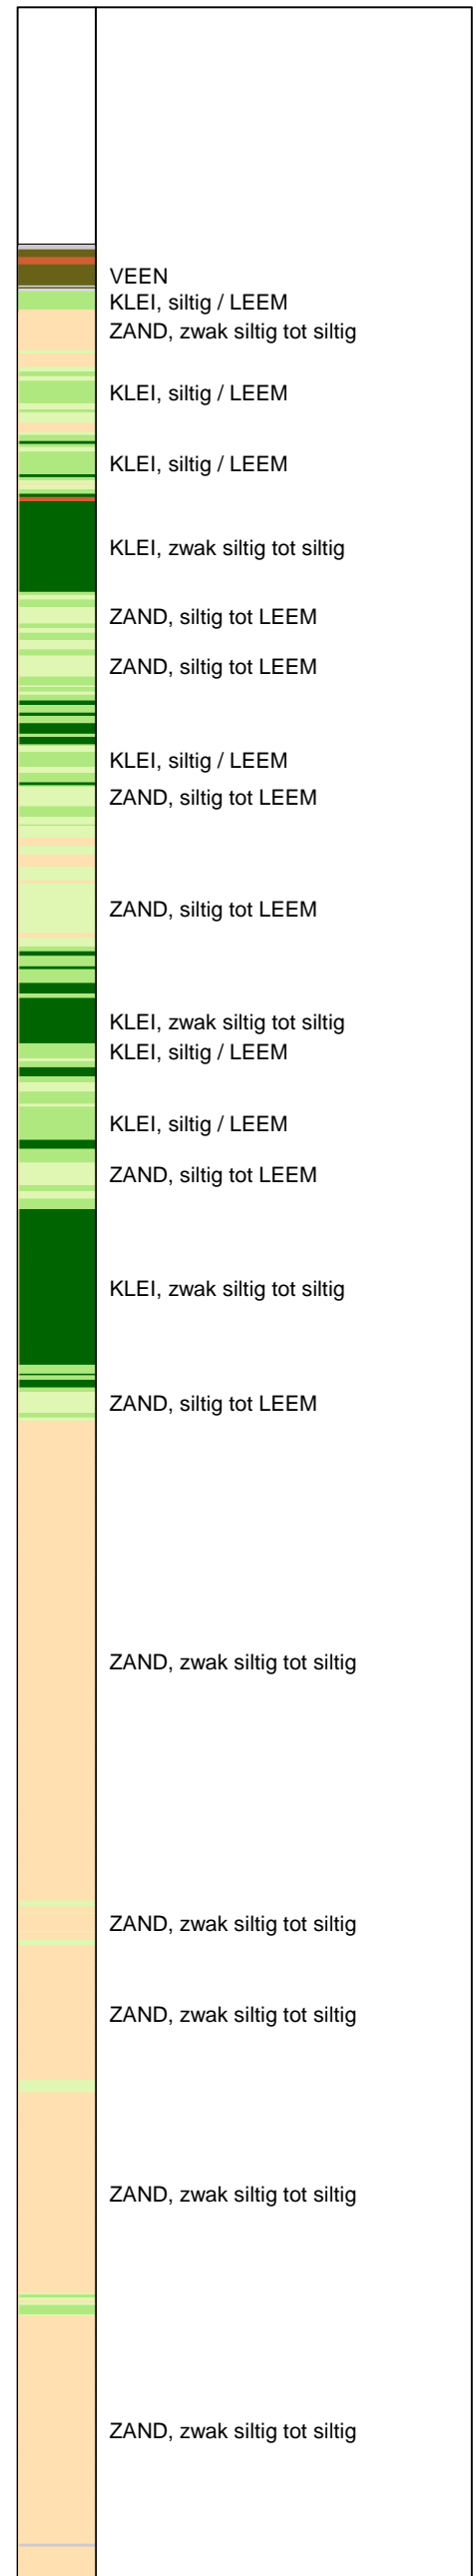 VEEN
KLEI, siltig / LEEM
ZAND, zwak siltig tot siltig
KLEI, siltig / LEEM
KLEI, siltig / LEEM
KLEI, zwak siltig tot siltig
ZAND, siltig tot LEEM
ZAND, siltig tot LEEM
KLEI, siltig / LEEM
ZAND, siltig tot LEEM
ZAND, siltig tot LEEM
KLEI, zwak siltig tot siltig
KLEI, siltig / LEEM
KLEI, siltig / LEEM
ZAND, siltig tot LEEM
KLEI, zwak siltig tot siltig
ZAND, siltig tot LEEM
ZAND, zwak siltig tot siltig
ZAND, zwak siltig tot siltig
ZAND, zwak siltig tot siltig
ZAND, zwak siltig tot siltig
ZAND, zwak siltig tot siltig